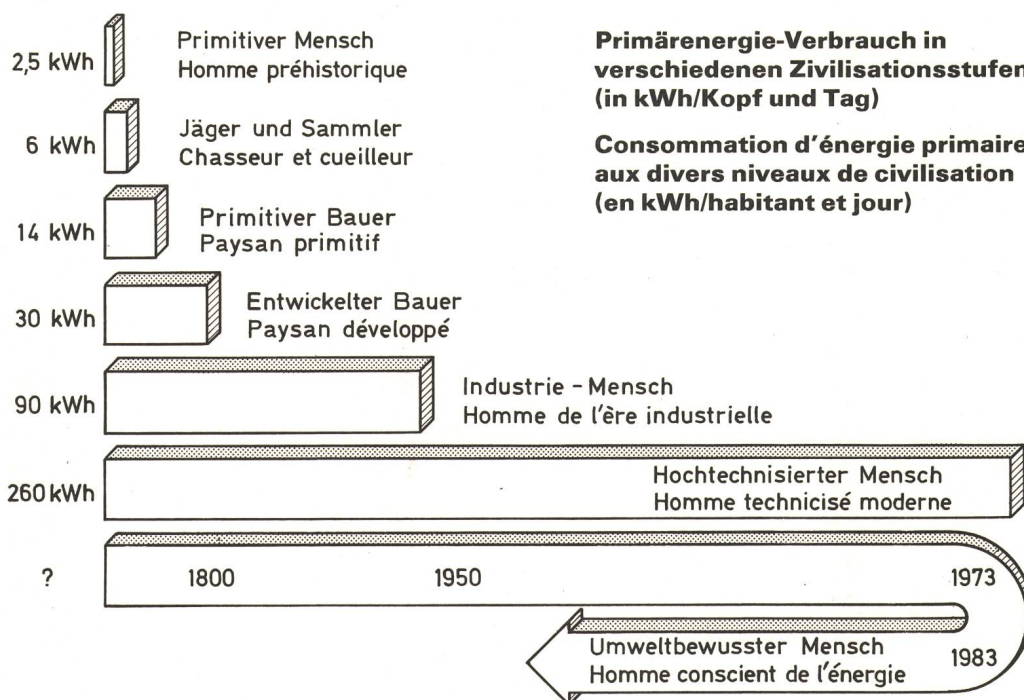 Primärenergie-Verbrauch in
verschiedenen Zivilisationsstufen
(in kWh/Kopf und Tag)
Consommation d'énergie primaire
aux divers niveaux de civilisation
(en kWh/habitant et jour)
2,5 kWh
Primitiver Mensch
Homme préhistorique
6 kWh
Jäger und Sammler
Chasseur et cueilleur
14 kWh
Primitiver Bauer
Paysan primitif
30 kWh
Entwickelter Bauer
Paysan développé
90 kWh
Industrie - Mensch
Homme de l'ère industrielle
260 kWh
Hochtechnisierter Mensch
Homme technicisé moderne
?
1800
1950
1973
Umweltbewusster Mensch
Homme conscient de l'énergie
1983